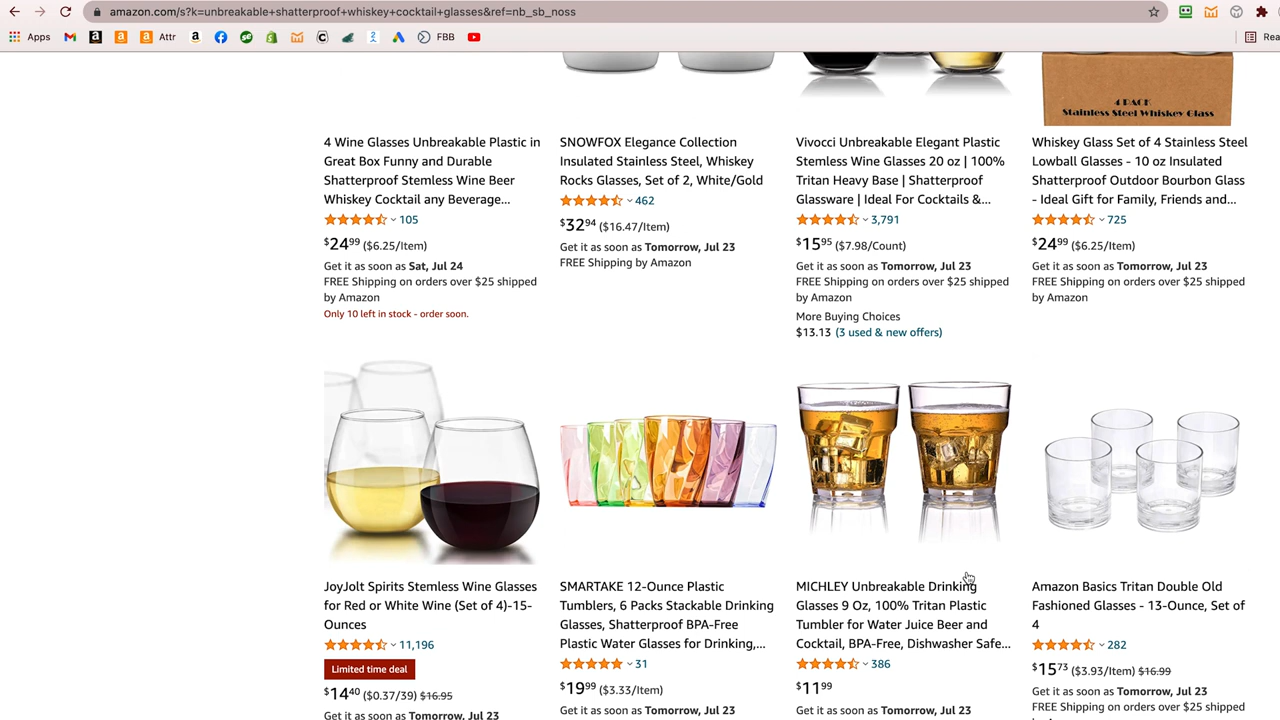 amazon.com/s?k=unbreakable+shatterproof+whiskey+cocktail+glasses&ref=nb_sb_noss
Apps
Attr
FBB
Rea
4 PACK
Stainless Steel Whiskey Glass
4 Wine Glasses Unbreakable Plastic in
Great Box Funny and Durable
Shatterproof Stemless Wine Beer
Whiskey Cocktail any Beverage...
105
$24.99 ($6.25/Item)
Get it as soon as Sat, Jul 24
FREE Shipping on orders over $25 shipped
by Amazon
Only 10 left in stock - order soon.
SNOWFOX Elegance Collection
Insulated Stainless Steel, Whiskey
Rocks Glasses, Set of 2, White/Gold
462
$32.94 ($16.47/Item)
Get it as soon as Tomorrow, Jul 23
FREE Shipping by Amazon
Vivocci Unbreakable Elegant Plastic
Stemless Wine Glasses 20 oz | 100%
Tritan Heavy Base | Shatterproof
Glassware | Ideal For Cocktails &...
3,791
$15.95 ($7.98/Count)
Get it as soon as Tomorrow, Jul 23
FREE Shipping on orders over $25 shipped
by Amazon
More Buying Choices
$13.13 (3 used & new offers)
Whiskey Glass Set of 4 Stainless Steel
Lowball Glasses - 10 oz Insulated
Shatterproof Outdoor Bourbon Glass
- Ideal Gift for Family, Friends and...
725
$24.99 ($6.25/Item)
Get it as soon as Tomorrow, Jul 23
FREE Shipping on orders over $25 shipped
by Amazon
JoyJolt Spirits Stemless Wine Glasses
for Red or White Wine (Set of 4)-15-
Ounces
11,196
Limited time deal
$14.40 ($0.37/39) $16.95
Get it as soon as Tomorrow, Jul 23
SMARTAKE 12-Ounce Plastic
Tumblers, 6 Packs Stackable Drinking
Glasses, Shatterproof BPA-Free
Plastic Water Glasses for Drinking,...
31
$19.99 ($3.33/Item)
Get it as soon as Tomorrow, Jul 23
MICHLEY Unbreakable Drinking
Glasses 9 Oz, 100% Tritan Plastic
Tumbler for Water Juice Beer and
Cocktail, BPA-Free, Dishwasher Safe...
386
$11.99
Get it as soon as Tomorrow, Jul 23
Amazon Basics Tritan Double Old
Fashioned Glasses - 13-Ounce, Set of
4
282
$15.73 ($3.93/Item) $16.99
Get it as soon as Tomorrow, Jul 23
FREE Shipping on orders over $25 shipped